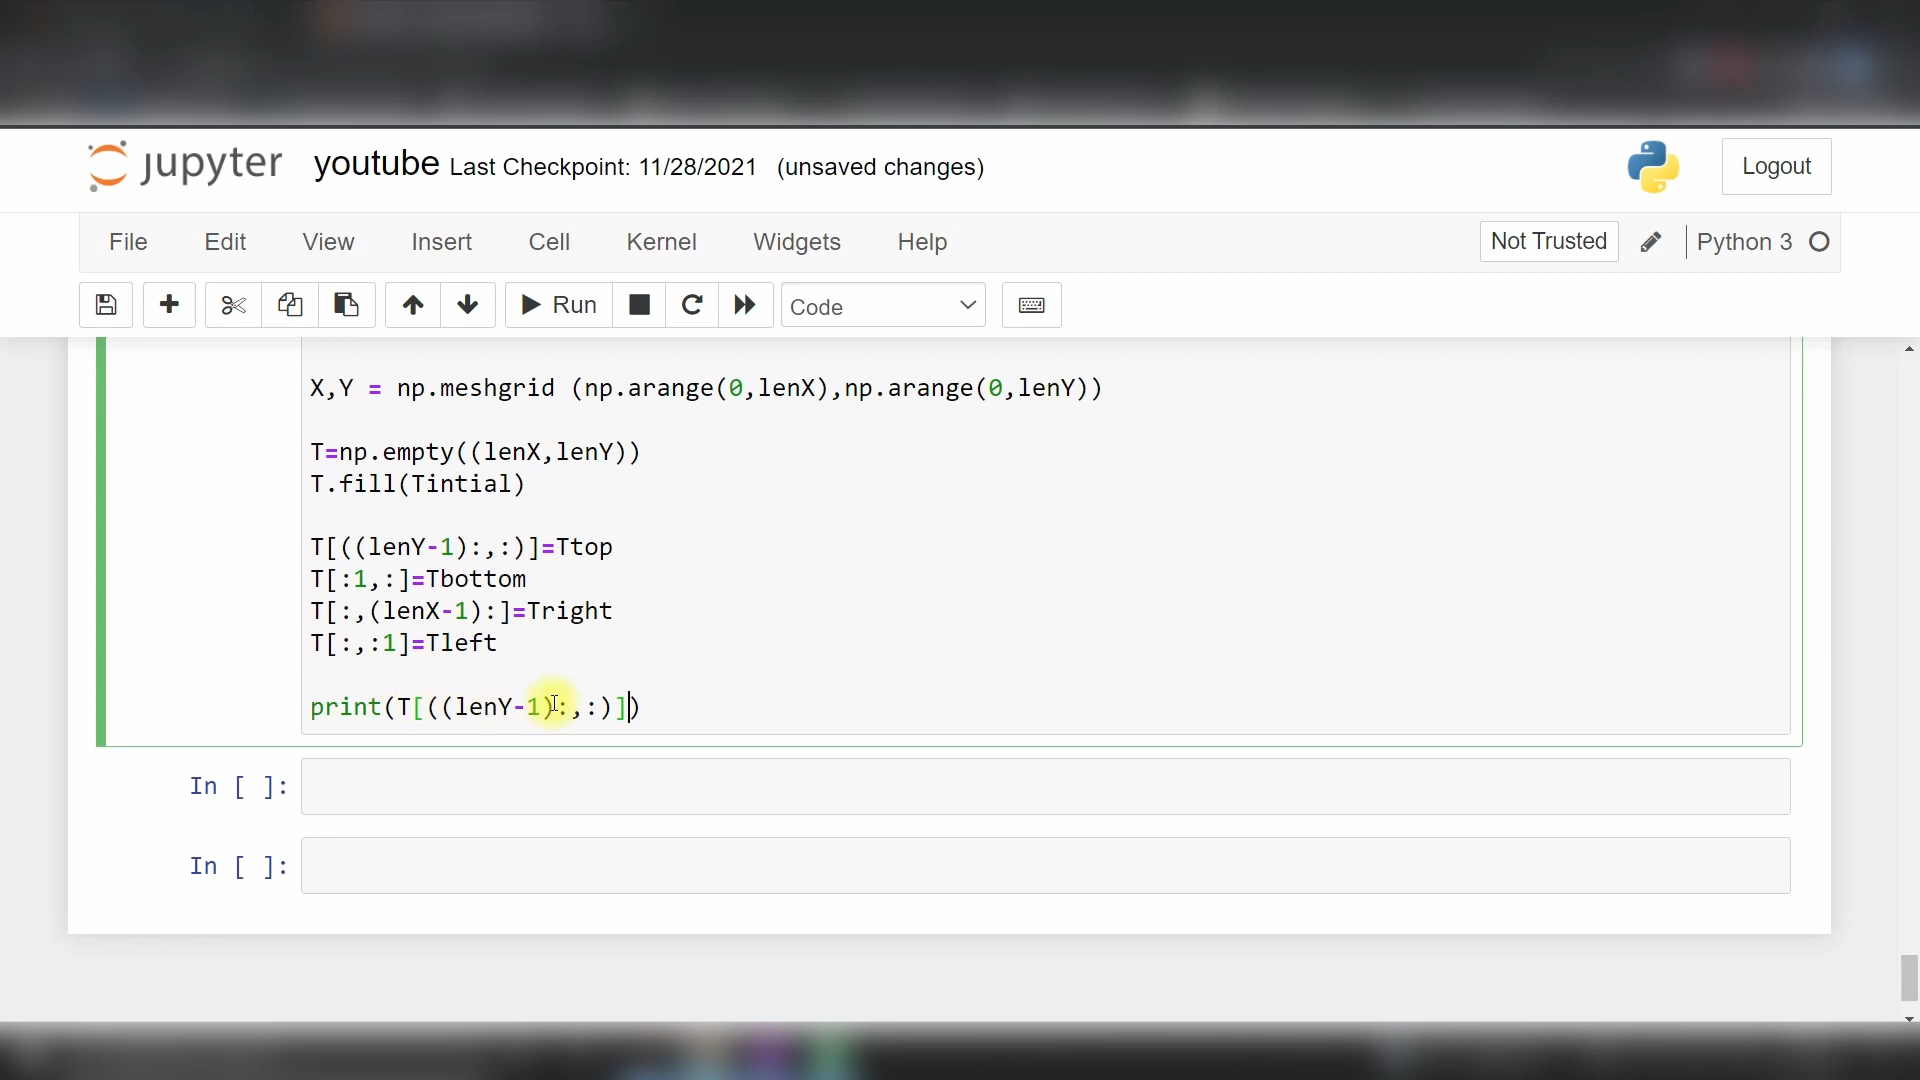 jupyter youtube Last Checkpoint: 11/28/2021 (unsaved changes) Logout
File Edit View Insert Cell Kernel Widgets Help Not Trusted Python 3
Run Code
X,Y = np.meshgrid (np.arange(0,lenX),np.arange(0,lenY))
T=np.empty((lenX,lenY))
T.fill(Tintial)
T[((lenY-1):,:)]=Ttop
T[:1,:]=Tbottom
T[:,(lenX-1):]=Tright
T[:,:1]=Tleft
print(T[((lenY-1):,:)])
In [ ]:
In [ ]: